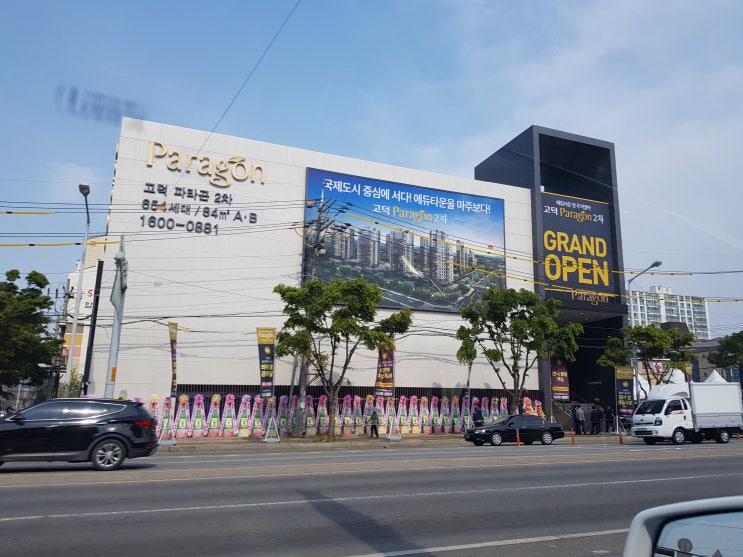 Paragon
고덕 파라곤 2차
654세대 / 84㎡ A·B
1600-0881
국제도시 중심에 서다! 에듀타운을 마주보다!
고덕 Paragon 2차
고덕 Paragon 2차
GRAND
OPEN
Paragon